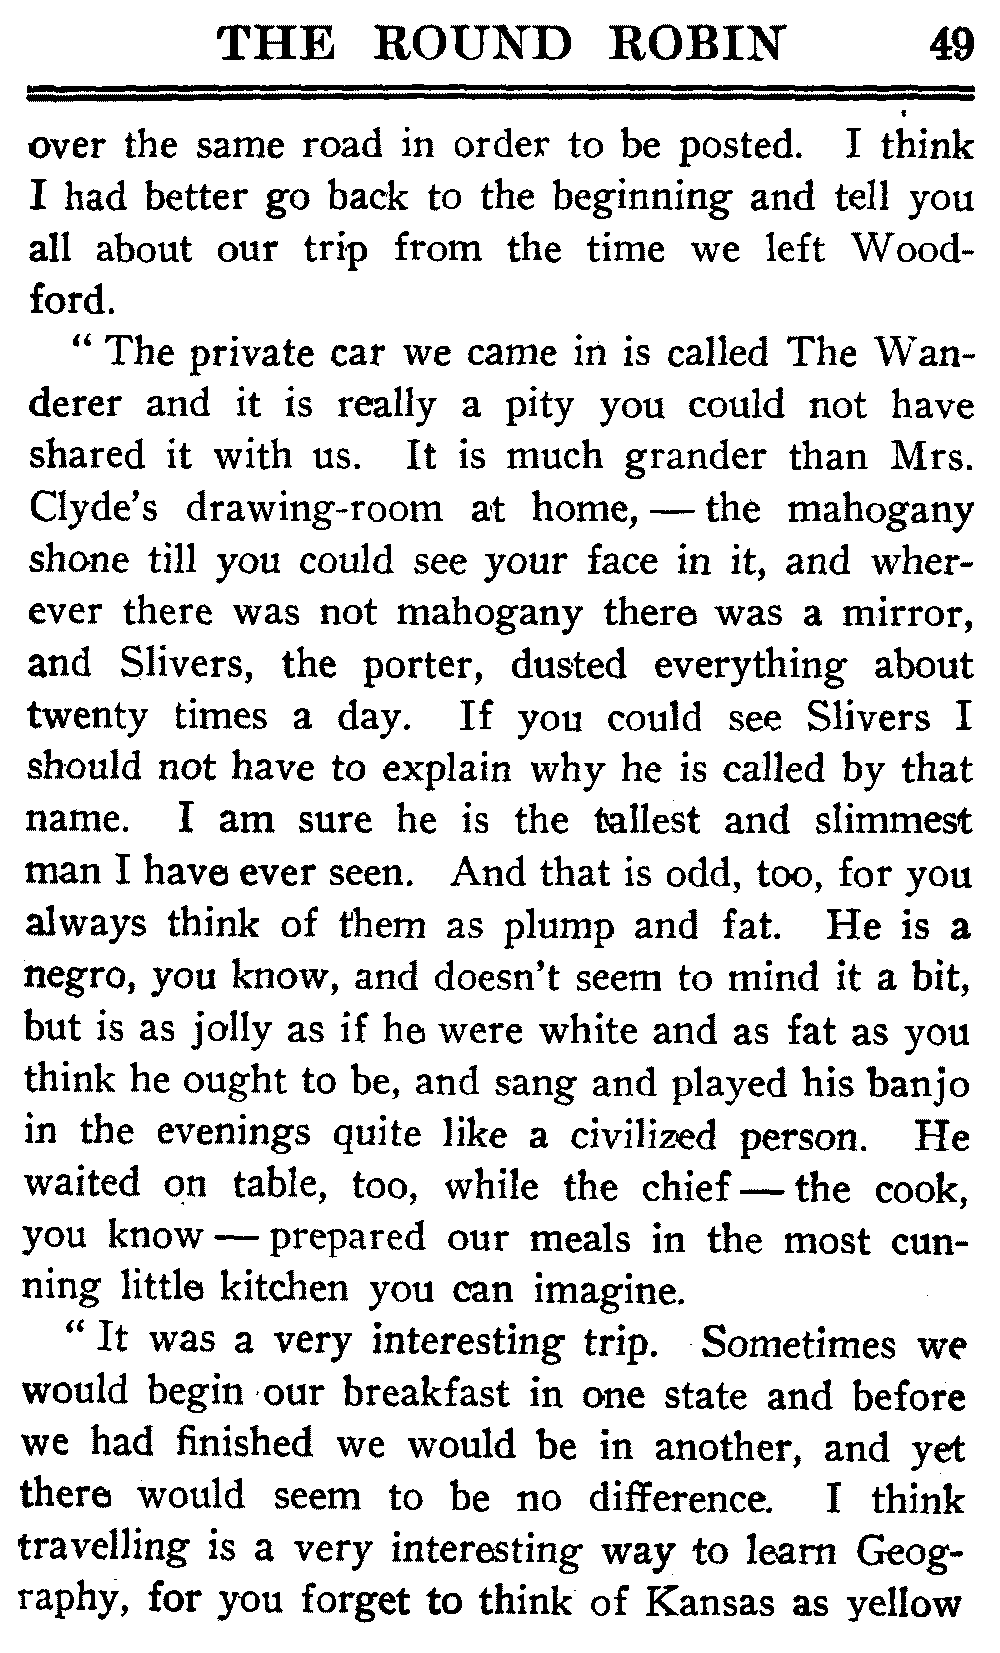 THE ROUND ROBIN 49
over the same road in order to be posted. I think
I had better go back to the beginning and tell you
all about our trip from the time we left Wood-
ford.
“ The private car we came in is called The Wan-
derer and it is really a pity you could not have
shared it with us. It is much grander than Mrs.
Clyde’s drawing-room at home, — the mahogany
shone till you could see your face in it, and wher-
ever there was not mahogany there was a mirror,
and Slivers, the porter, dusted everything about
twenty times a day. If you could see Slivers I
should not have to explain why he is called by that
name. I am sure he is the tallest and slimmest
man I have ever seen. And that is odd, too, for you
always think of them as plump and fat. He is a
negro, you know, and doesn’t seem to mind it a bit,
but is as jolly as if he were white and as fat as you
think he ought to be, and sang and played his banjo
in the evenings quite like a civilized person. He
waited on table, too, while the chief — the cook,
you know — prepared our meals in the most cun-
ning little kitchen you can imagine.
“ It was a very interesting trip. Sometimes we
would begin our breakfast in one state and before
we had finished we would be in another, and yet
there would seem to be no difference. I think
travelling is a very interesting way to learn Geog-
raphy, for you forget to think of Kansas as yellow